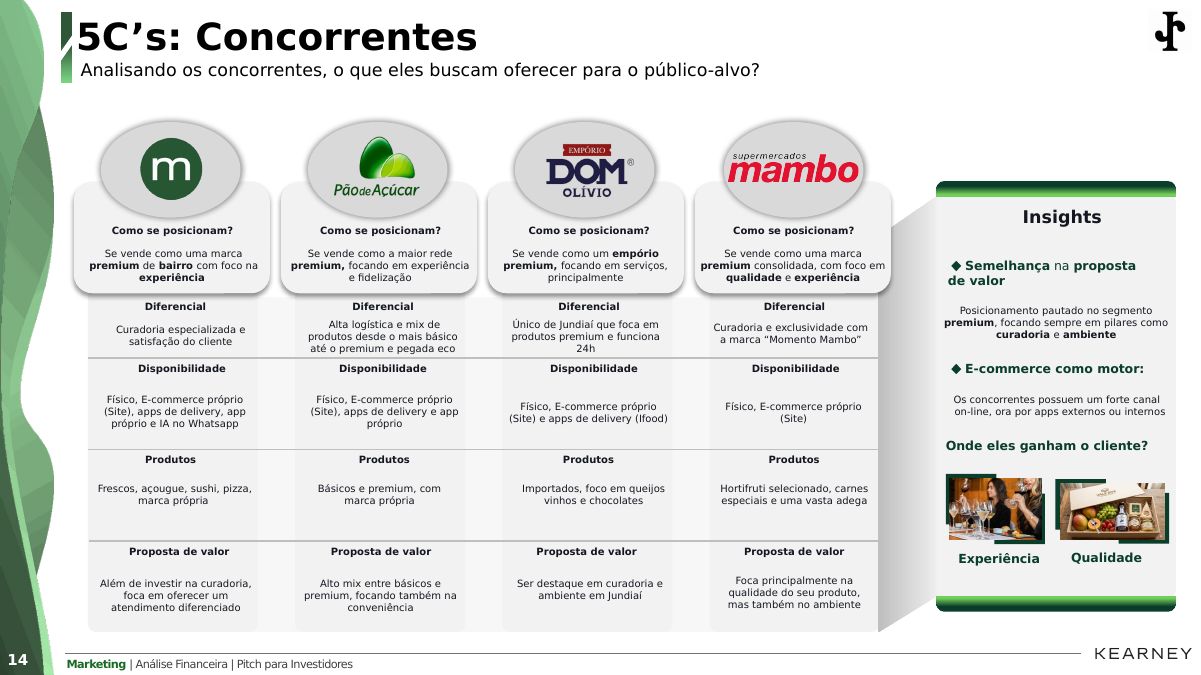 5C’s: Concorrentes
Analisando os concorrentes, o que eles buscam oferecer para o público-alvo?
m
Como se posicionam?
Se vende como uma marca
premium de bairro com foco na
experiência
Diferencial
Curadoria especializada e
satisfação do cliente
Disponibilidade
Físico, E-commerce próprio
(Site), apps de delivery, app
próprio e IA no Whatsapp
Produtos
Frescos, açougue, sushi, pizza,
marca própria
Proposta de valor
Além de investir na curadoria,
foca em oferecer um
atendimento diferenciado
PãodeAçúcar
Como se posicionam?
Se vende como a maior rede
premium, focando em experiência
e fidelização
Diferencial
Alta logística e mix de
produtos desde o mais básico
até o premium e pegada eco
Disponibilidade
Físico, E-commerce próprio
(Site), apps de delivery e app
próprio
Produtos
Básicos e premium, com
marca própria
Proposta de valor
Alto mix entre básicos e
premium, focando também na
conveniência
EMPÓRIO
DOM®
OLÍVIO
Como se posicionam?
Se vende como um empório
premium, focando em serviços,
principalmente
Diferencial
Único de Jundiaí que foca em
produtos premium e funciona
24h
Disponibilidade
Físico, E-commerce próprio
(Site) e apps de delivery (Ifood)
Produtos
Importados, foco em queijos
vinhos e chocolates
Proposta de valor
Ser destaque em curadoria e
ambiente em Jundiaí
supermercados
mambo
Como se posicionam?
Se vende como uma marca
premium consolidada, com foco em
qualidade e experiência
Diferencial
Curadoria e exclusividade com
a marca “Momento Mambo”
Disponibilidade
Físico, E-commerce próprio
(Site)
Produtos
Hortifruti selecionado, carnes
especiais e uma vasta adega
Proposta de valor
Foca principalmente na
qualidade do seu produto,
mas também no ambiente
Insights
◆ Semelhança na proposta
de valor
Posicionamento pautado no segmento
premium, focando sempre em pilares como
curadoria e ambiente
◆ E-commerce como motor:
Os concorrentes possuem um forte canal
on-line, ora por apps externos ou internos
Onde eles ganham o cliente?
Experiência
Qualidade
14
Marketing | Análise Financeira | Pitch para Investidores
KEARNEY